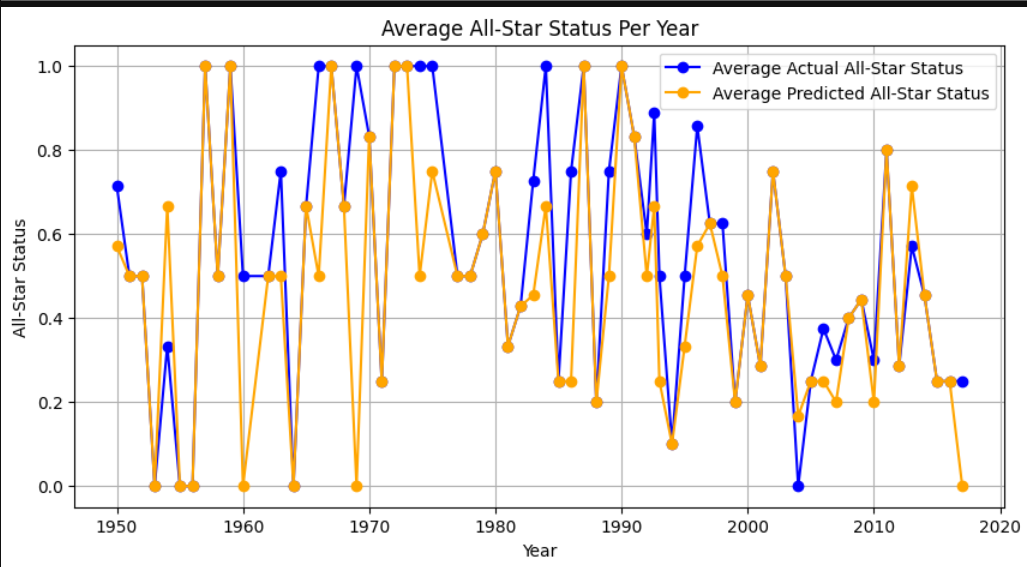 Average All-Star Status Per Year
Average Actual All-Star Status
Average Predicted All-Star Status
All-Star Status
1.0
0.8
0.6
0.4
0.2
0.0
1950 1960 1970 1980 1990 2000 2010 2020
Year